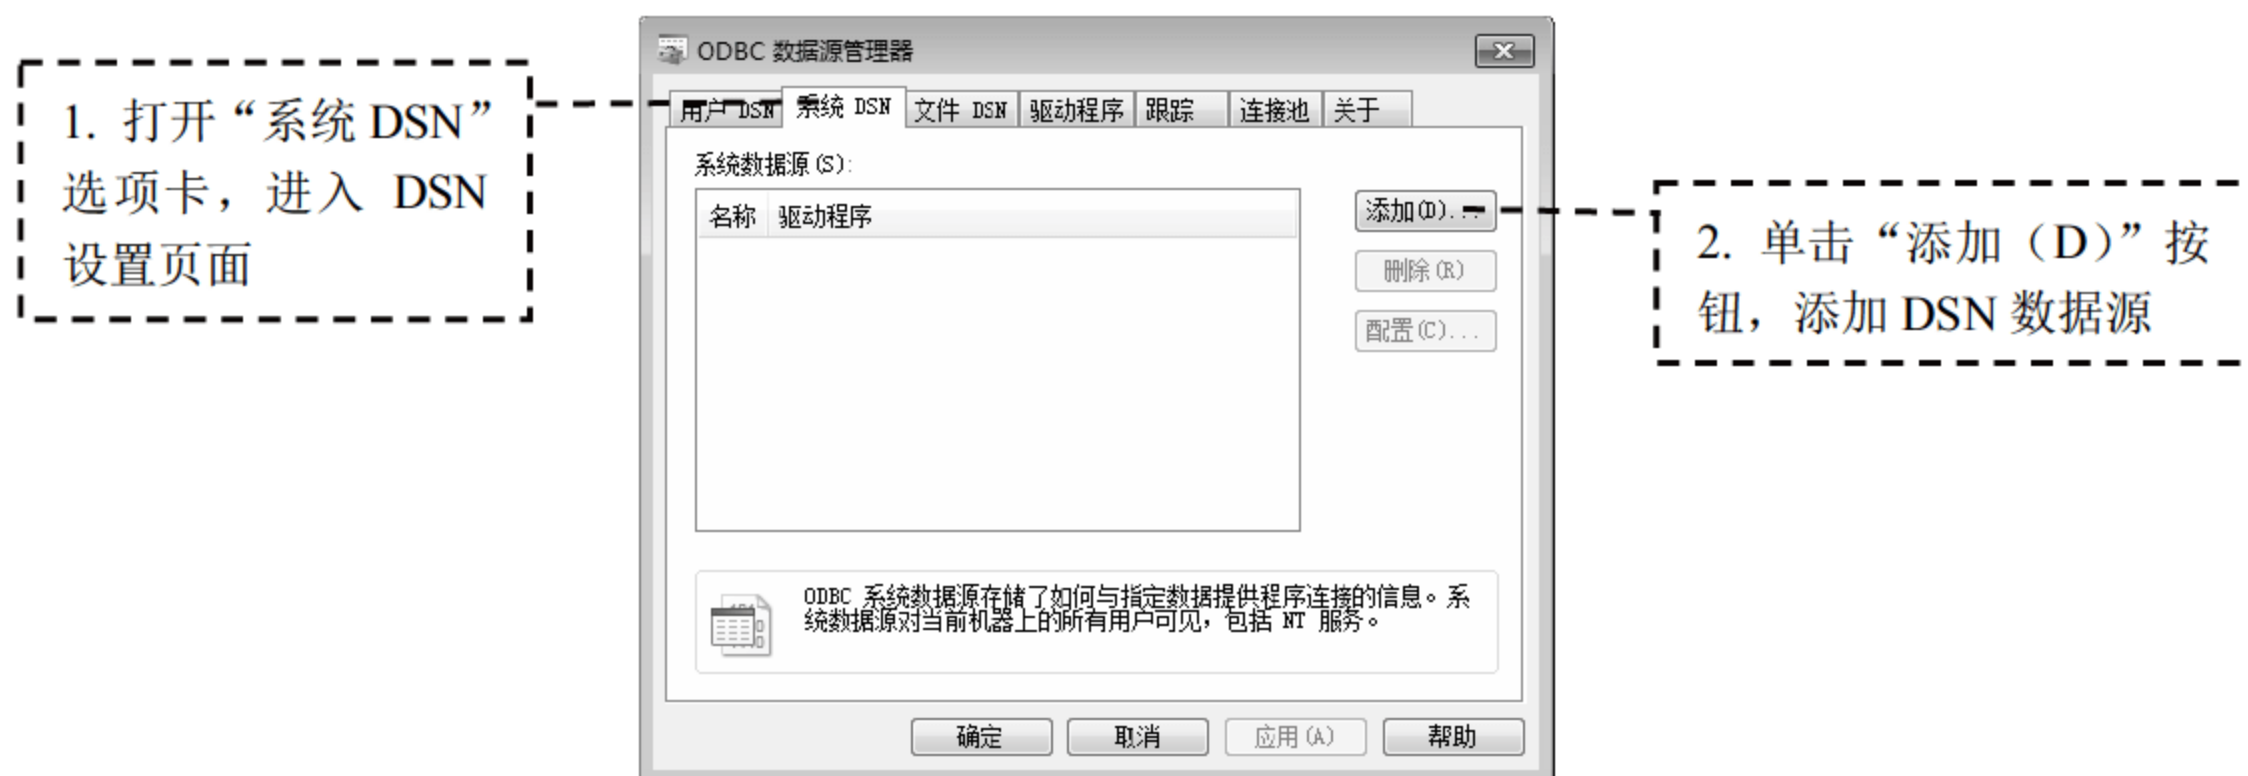 1. 打开“系统 DSN”
选项卡，进入 DSN
设置页面
ODBC 数据源管理器
用户 DSN 系统 DSN 文件 DSN 驱动程序 跟踪 连接池 关于
系统数据源(S):
名称 驱动程序
添加(D)...
删除(R)
配置(C)...
2. 单击“添加（D）”按
钮，添加 DSN 数据源
ODBC 系统数据源存储了如何与指定数据提供程序连接的信息。系
统数据源对当前机器上的所有用户可见，包括 NT 服务。
确定 取消 应用(A) 帮助